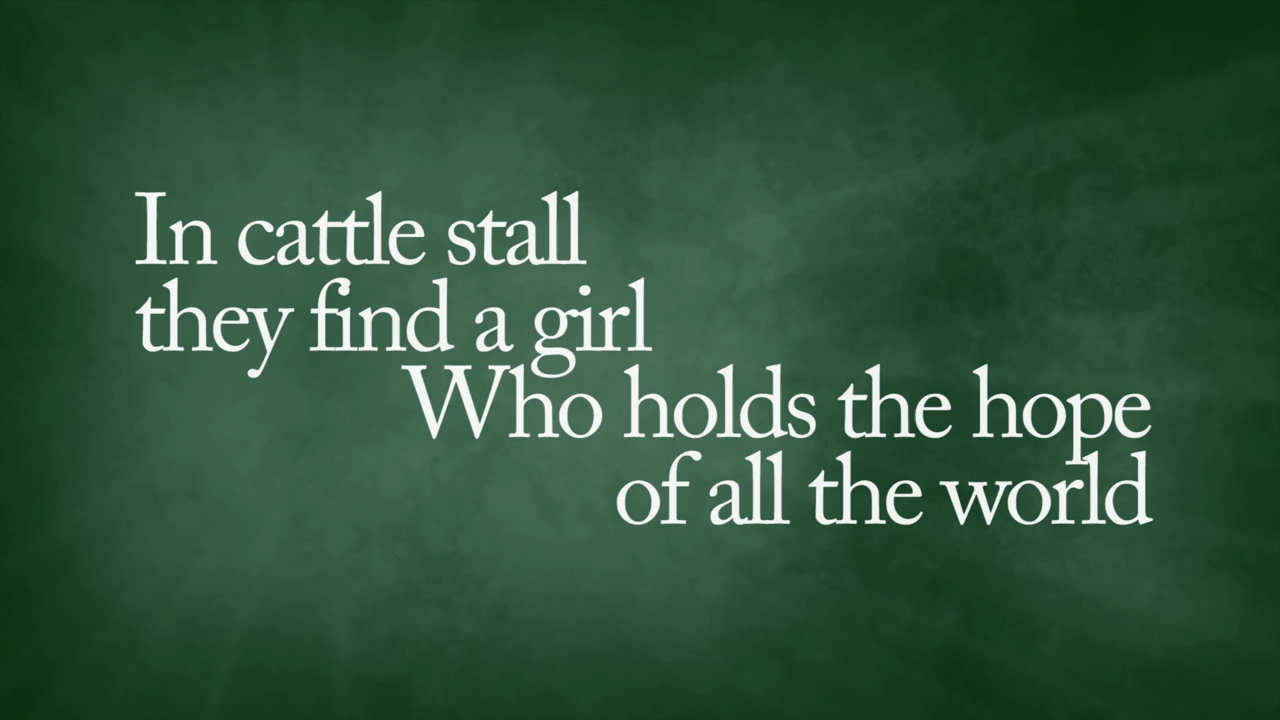 In cattle stall
they find a girl
Who holds the hope
of all the world